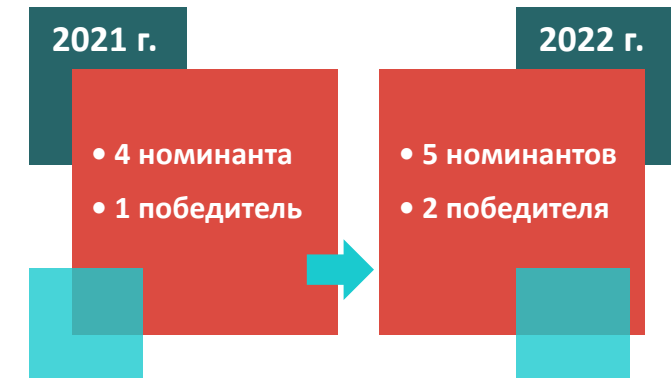 2021 г.
• 4 номинанта
• 1 победитель
2022 г.
• 5 номинантов
• 2 победителя